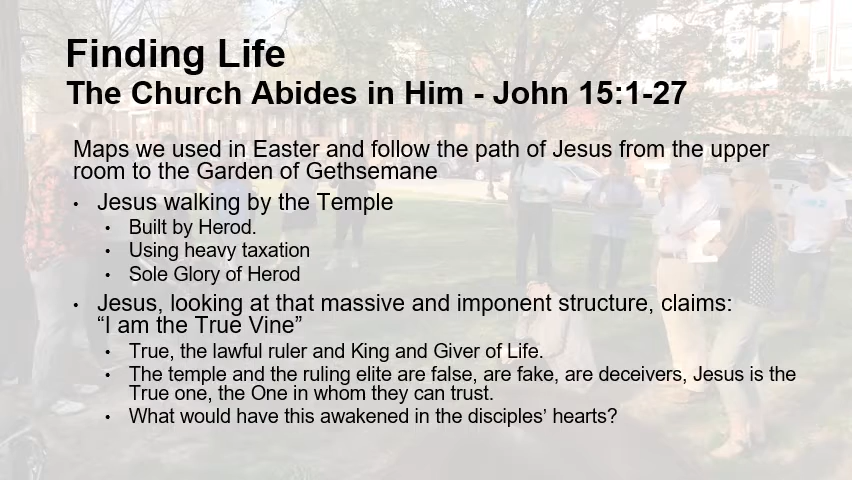 Finding Life
The Church Abides in Him - John 15:1-27
Maps we used in Easter and follow the path of Jesus from the upper
room to the Garden of Gethsemane
• Jesus walking by the Temple
• Built by Herod.
• Using heavy taxation
• Sole Glory of Herod
• Jesus, looking at that massive and imponent structure, claims:
“I am the True Vine”
• True, the lawful ruler and King and Giver of Life.
• The temple and the ruling elite are false, are fake, are deceivers, Jesus is the
True one, the One in whom they can trust.
• What would have this awakened in the disciples’ hearts?